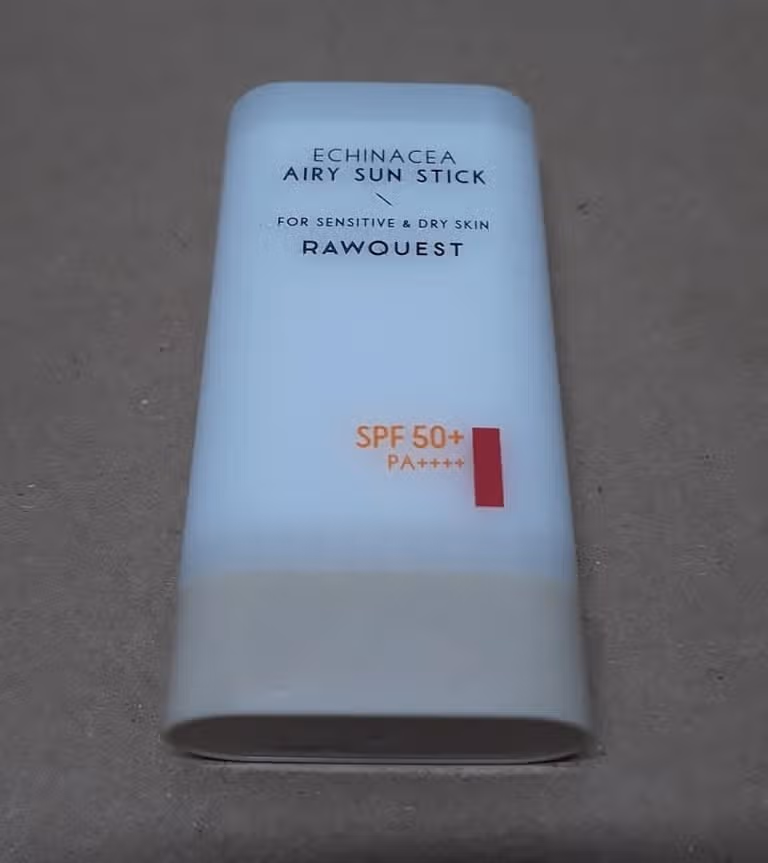 ECHINACEA
AIRY SUN STICK
FOR SENSITIVE & DRY SKIN
RAWQUEST
SPF 50+
PA++++